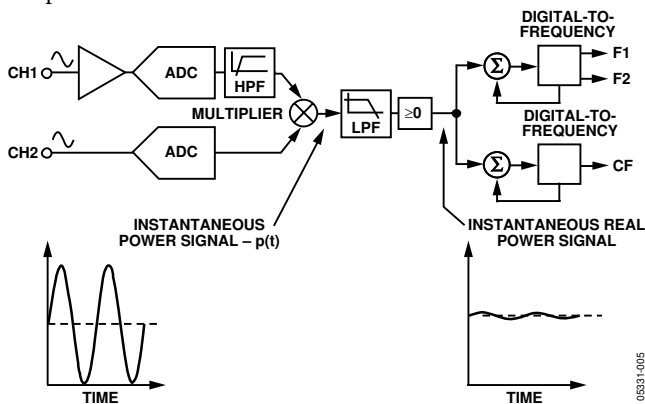 DIGITAL-TO-
FREQUENCY
F1
F2
CH1
ADC
HPF
Σ
MULTIPLIER
LPF
≥0
DIGITAL-TO-
FREQUENCY
CH2
ADC
Σ
CF
INSTANTANEOUS
POWER SIGNAL – p(t)
INSTANTANEOUS REAL
POWER SIGNAL
TIME
TIME
05331-005